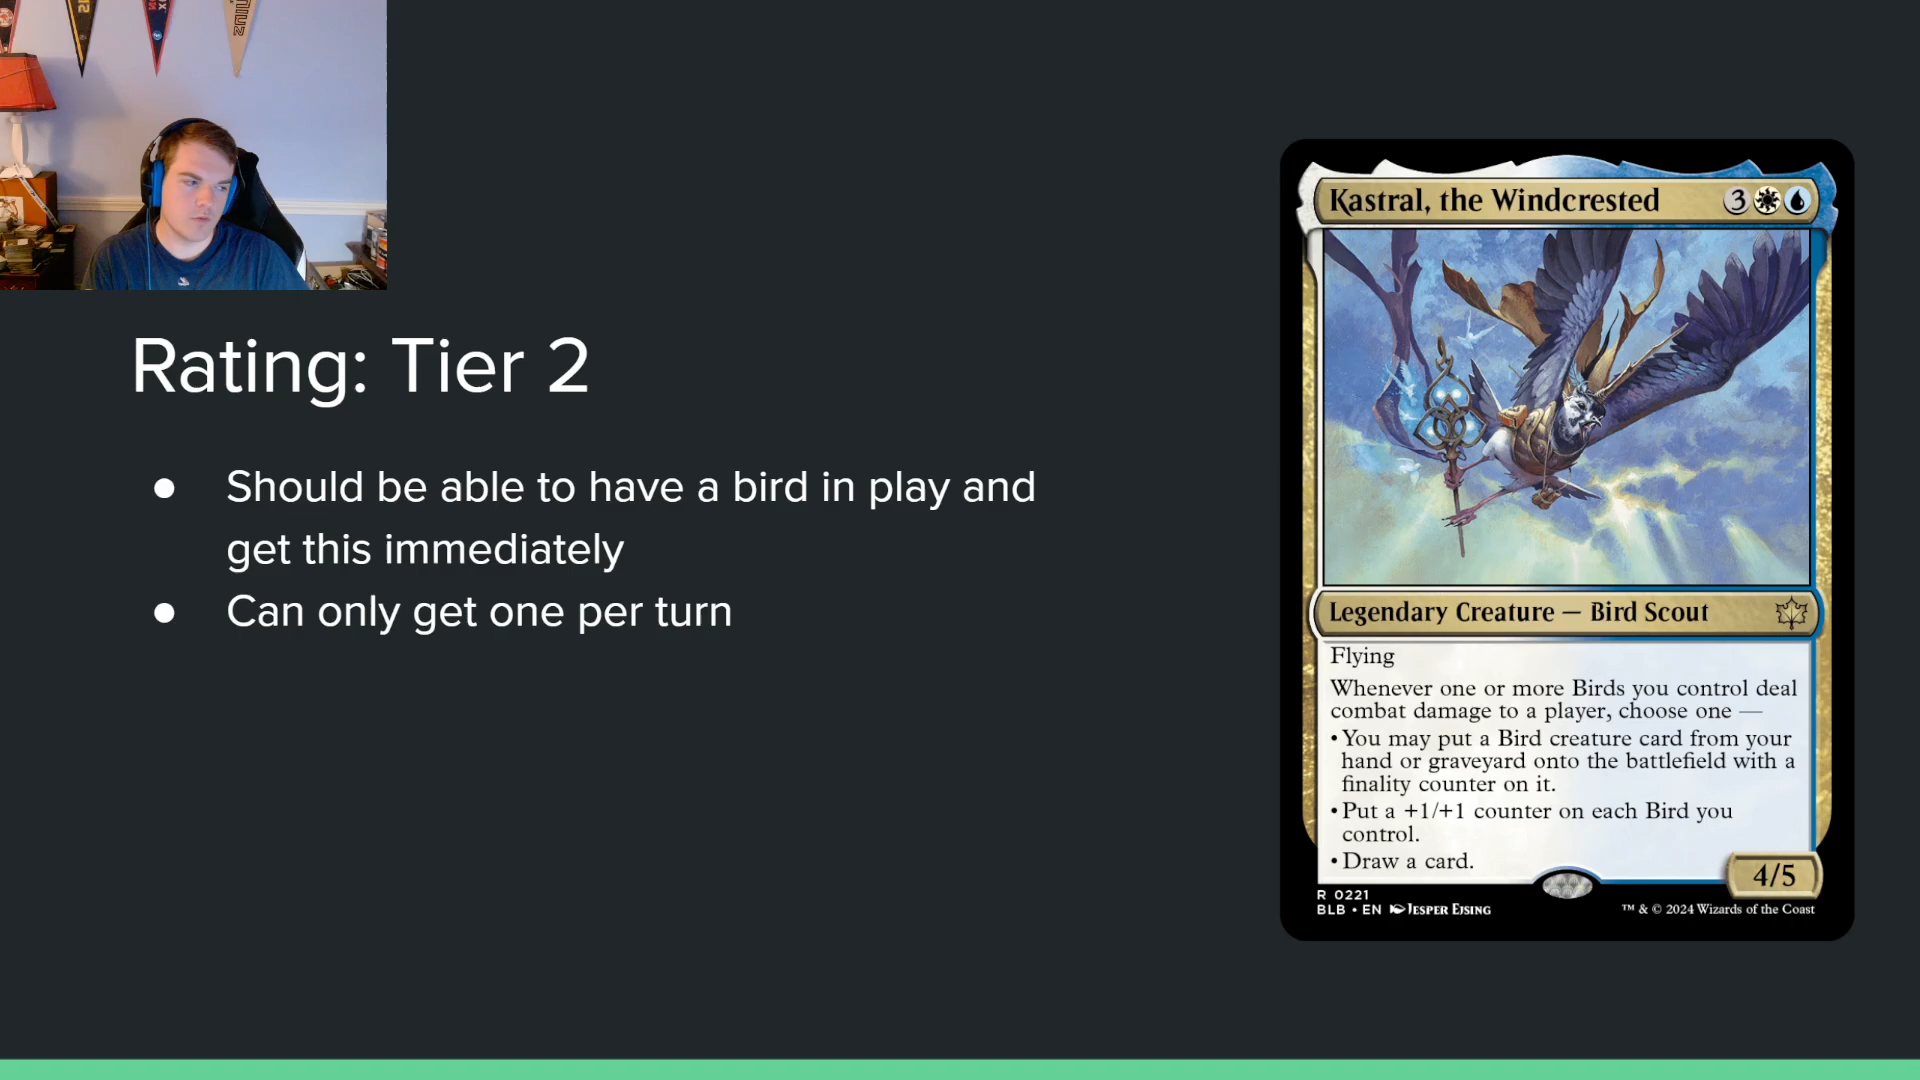 Rating: Tier 2
● Should be able to have a bird in play and
get this immediately
● Can only get one per turn
Kastral, the Windcrested 3
Legendary Creature — Bird Scout
Flying
Whenever one or more Birds you control deal
combat damage to a player, choose one —
• You may put a Bird creature card from your
hand or graveyard onto the battlefield with a
finality counter on it.
• Put a +1/+1 counter on each Bird you
control.
• Draw a card.
4/5
R 0221
BLB • EN JESPER EJSING
™ & © 2024 Wizards of the Coast